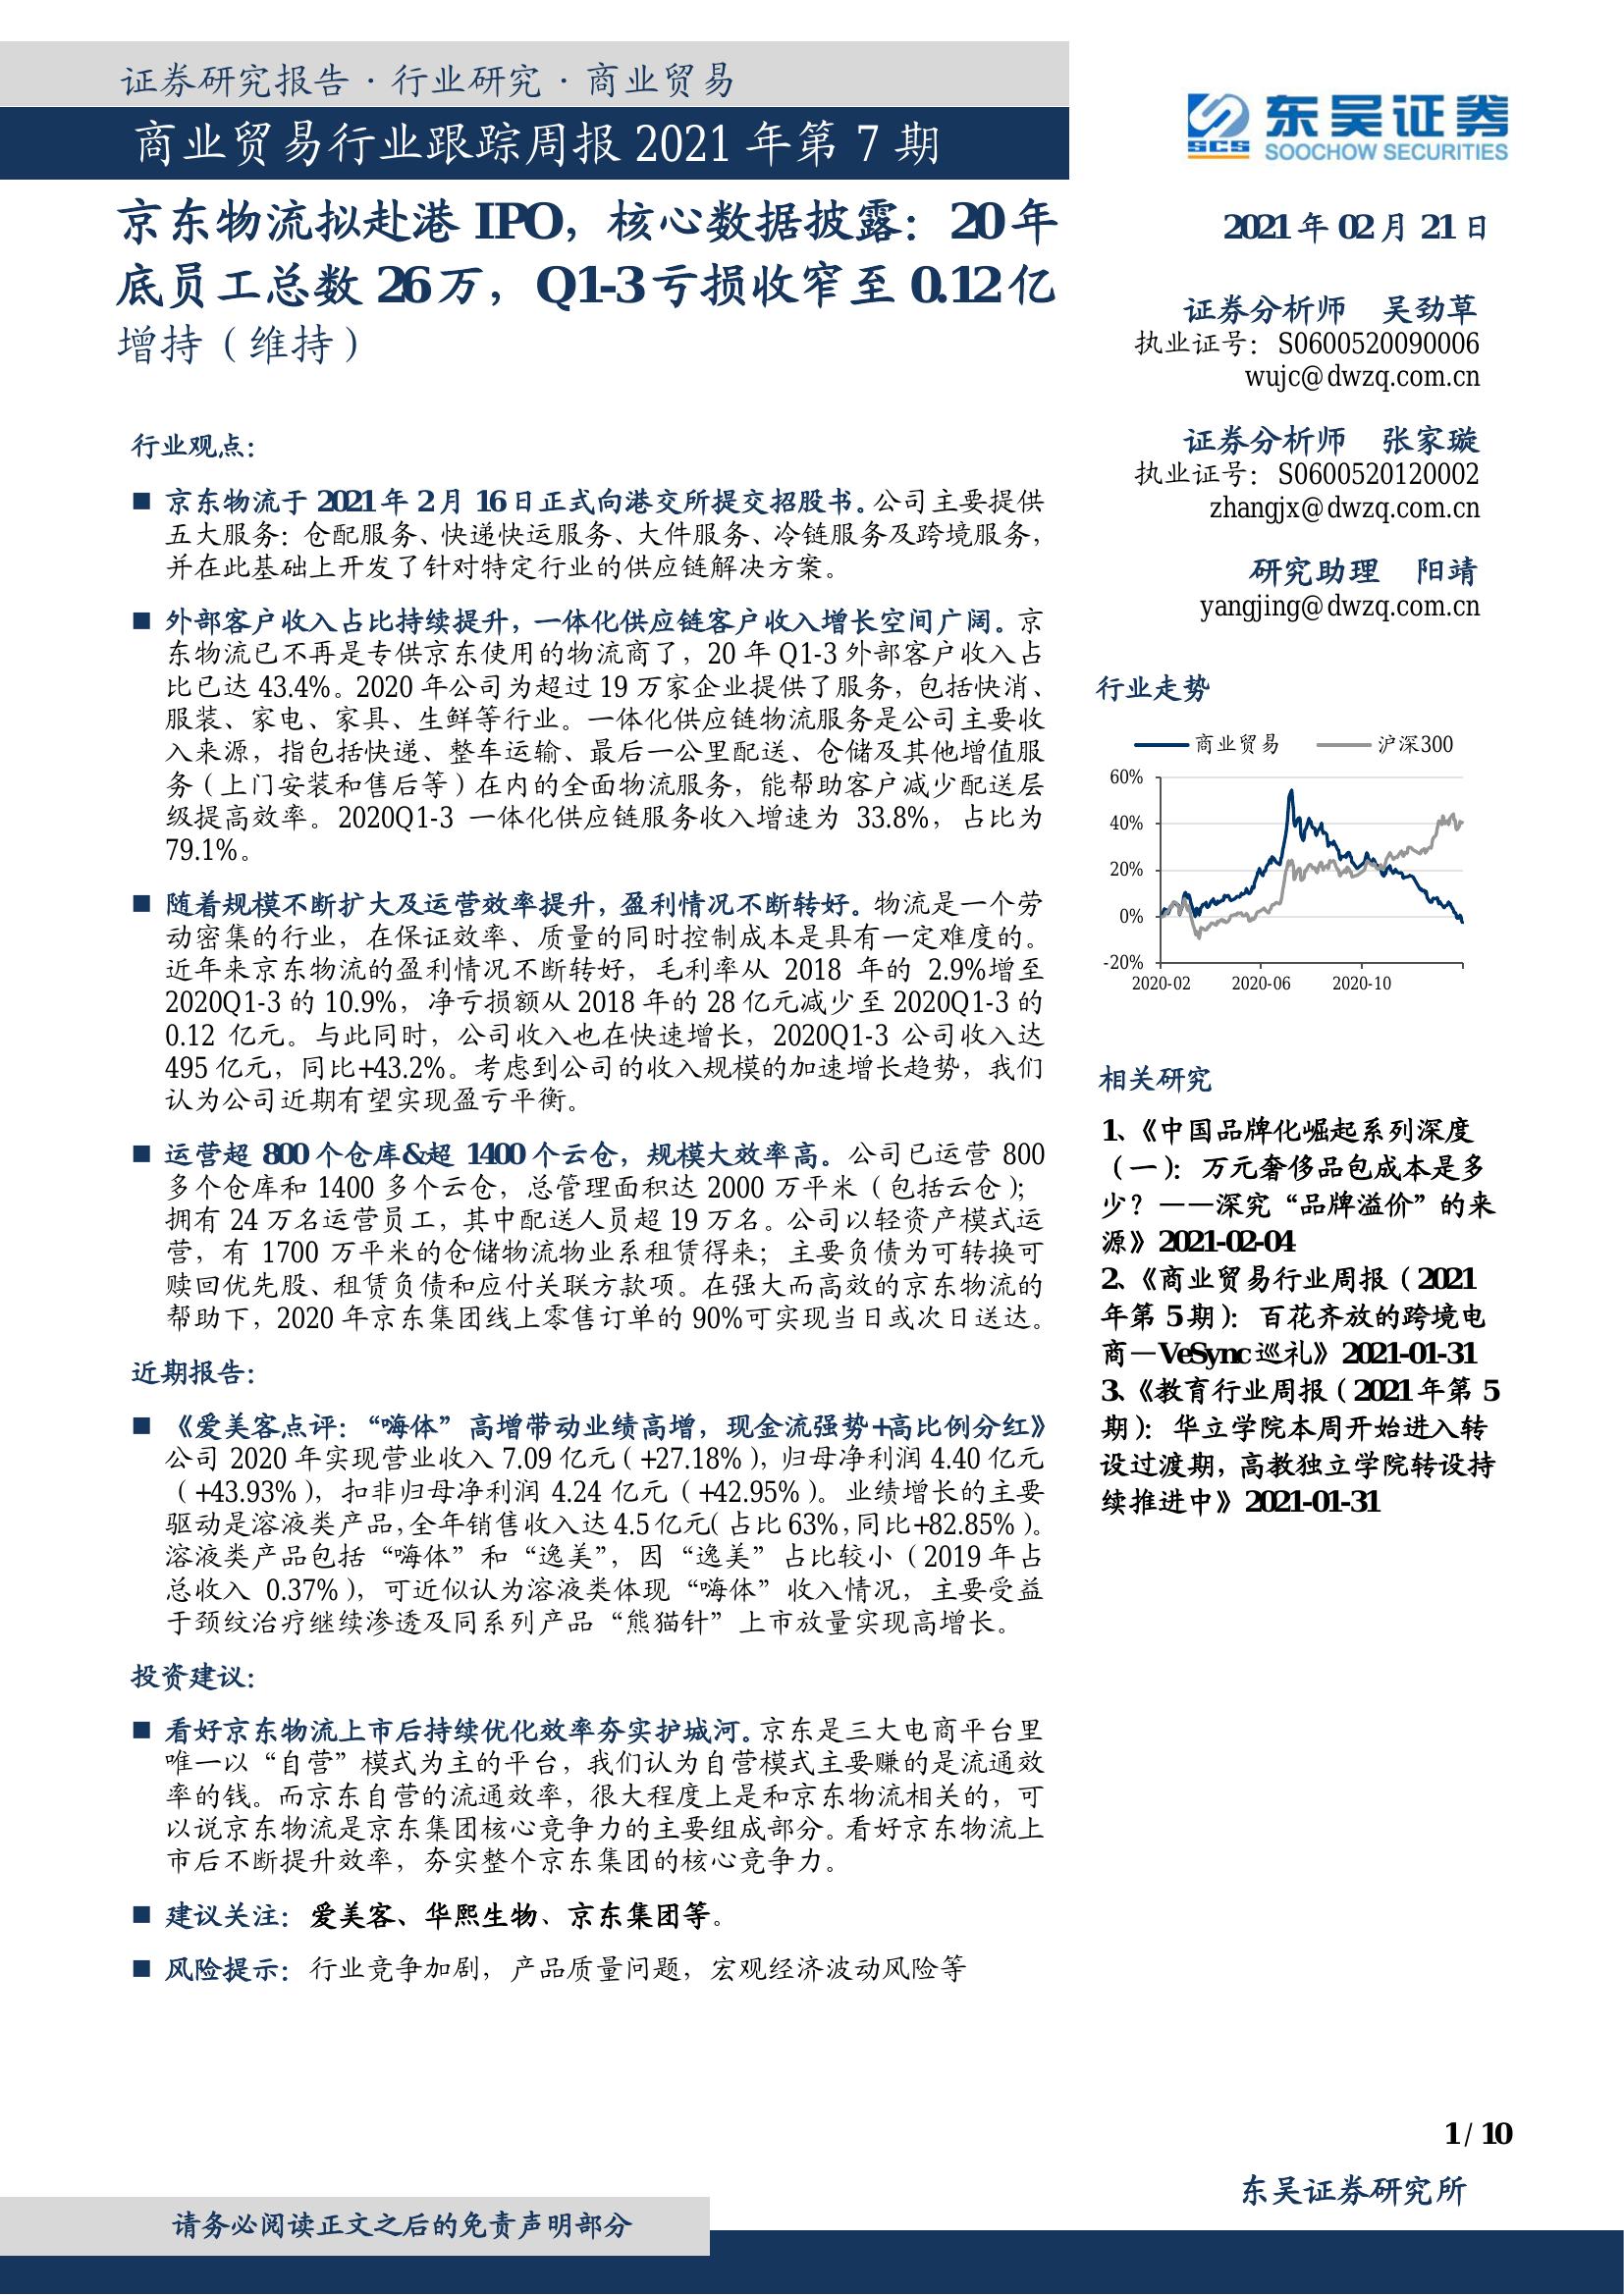 证券研究报告·行业研究·商业贸易
商业贸易行业跟踪周报 2021 年第 7 期
SCS 东吴证券
SOOCHOW SECURITIES
京东物流拟赴港 IPO，核心数据披露：20 年
底员工总数 26 万，Q1-3 亏损收窄至 0.12 亿
增持（维持）
2021 年 02 月 21 日
证券分析师 吴劲草
执业证号：S0600520090006
wujc@dwzq.com.cn
证券分析师 张家璇
执业证号：S0600520120002
zhangjx@dwzq.com.cn
研究助理 阳靖
yangjing@dwzq.com.cn
行业观点：
■ 京东物流于 2021 年 2 月 16 日正式向港交所提交招股书。公司主要提供
五大服务：仓配服务、快递快运服务、大件服务、冷链服务及跨境服务，
并在此基础上开发了针对特定行业的供应链解决方案。
■ 外部客户收入占比持续提升，一体化供应链客户收入增长空间广阔。京
东物流已不再是专供京东使用的物流商了，20 年 Q1-3 外部客户收入占
比已达 43.4%。2020 年公司为超过 19 万家企业提供了服务，包括快消、
服装、家电、家具、生鲜等行业。一体化供应链物流服务是公司主要收
入来源，指包括快递、整车运输、最后一公里配送、仓储及其他增值服
务（上门安装和售后等）在内的全面物流服务，能帮助客户减少配送层
级提高效率。2020Q1-3 一体化供应链服务收入增速为 33.8%，占比为
79.1%。
■ 随着规模不断扩大及运营效率提升，盈利情况不断转好。物流是一个劳
动密集的行业，在保证效率、质量的同时控制成本是具有一定难度的。
近年来京东物流的盈利情况不断转好，毛利率从 2018 年的 2.9%增至
2020Q1-3 的 10.9%，净亏损额从 2018 年的 28 亿元减少至 2020Q1-3 的
0.12 亿元。与此同时，公司收入也在快速增长，2020Q1-3 公司收入达
495 亿元，同比+43.2%。考虑到公司的收入规模的加速增长趋势，我们
认为公司近期有望实现盈亏平衡。
■ 运营超 800 个仓库&超 1400 个云仓，规模大效率高。公司已运营 800
多个仓库和 1400 多个云仓，总管理面积达 2000 万平米（包括云仓）；
拥有 24 万名运营员工，其中配送人员超 19 万名。公司以轻资产模式运
营，有 1700 万平米的仓储物流物业系租赁得来；主要负债为可转换可
赎回优先股、租赁负债和应付关联方款项。在强大而高效的京东物流的
帮助下，2020 年京东集团线上零售订单的 90%可实现当日或次日送达。
近期报告：
■ 《爱美客点评：“嗨体”高增带动业绩高增，现金流强势+高比例分红》
公司 2020 年实现营业收入 7.09 亿元（+27.18%），归母净利润 4.40 亿元
（+43.93%），扣非归母净利润 4.24 亿元（+42.95%）。业绩增长的主要
驱动是溶液类产品，全年销售收入达 4.5 亿元（占比 63%，同比+82.85%）。
溶液类产品包括“嗨体”和“逸美”，因“逸美”占比较小（2019 年占
总收入 0.37%），可近似认为溶液类体现“嗨体”收入情况，主要受益
于颈纹治疗继续渗透及同系列产品“熊猫针”上市放量实现高增长。
投资建议：
■ 看好京东物流上市后持续优化效率夯实护城河。京东是三大电商平台里
唯一以“自营”模式为主的平台，我们认为自营模式主要赚的是流通效
率的钱。而京东自营的流通效率，很大程度上是和京东物流相关的，可
以说京东物流是京东集团核心竞争力的主要组成部分。看好京东物流上
市后不断提升效率，夯实整个京东集团的核心竞争力。
■ 建议关注：爱美客、华熙生物、京东集团等。
■ 风险提示：行业竞争加剧，产品质量问题，宏观经济波动风险等
行业走势
商业贸易 沪深300
60%
40%
20%
0%
-20%
2020-02 2020-06 2020-10
相关研究
1、《中国品牌化崛起系列深度
（一）：万元奢侈品包成本是多
少？——深究“品牌溢价”的来
源》2021-02-04
2、《商业贸易行业周报（2021
年第 5 期）：百花齐放的跨境电
商—VeSync 巡礼》2021-01-31
3、《教育行业周报（2021 年第 5
期）：华立学院本周开始进入转
设过渡期，高教独立学院转设持
续推进中》2021-01-31
1 / 10
东吴证券研究所
请务必阅读正文之后的免责声明部分